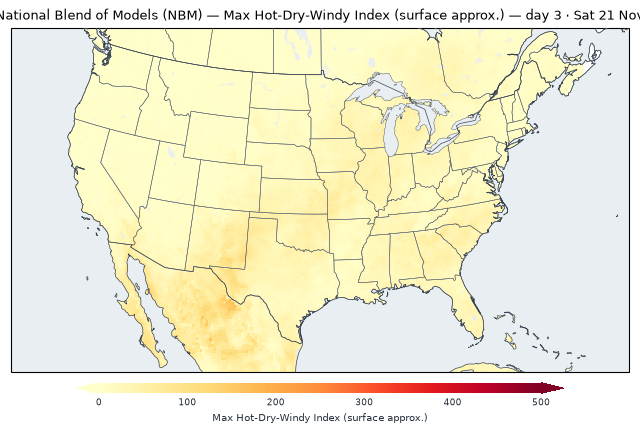 National Blend of Models (NBM) — Max Hot-Dry-Windy Index (surface approx.) — day 3 · Sat 21 Nov
0 100 200 300 400 500
Max Hot-Dry-Windy Index (surface approx.)